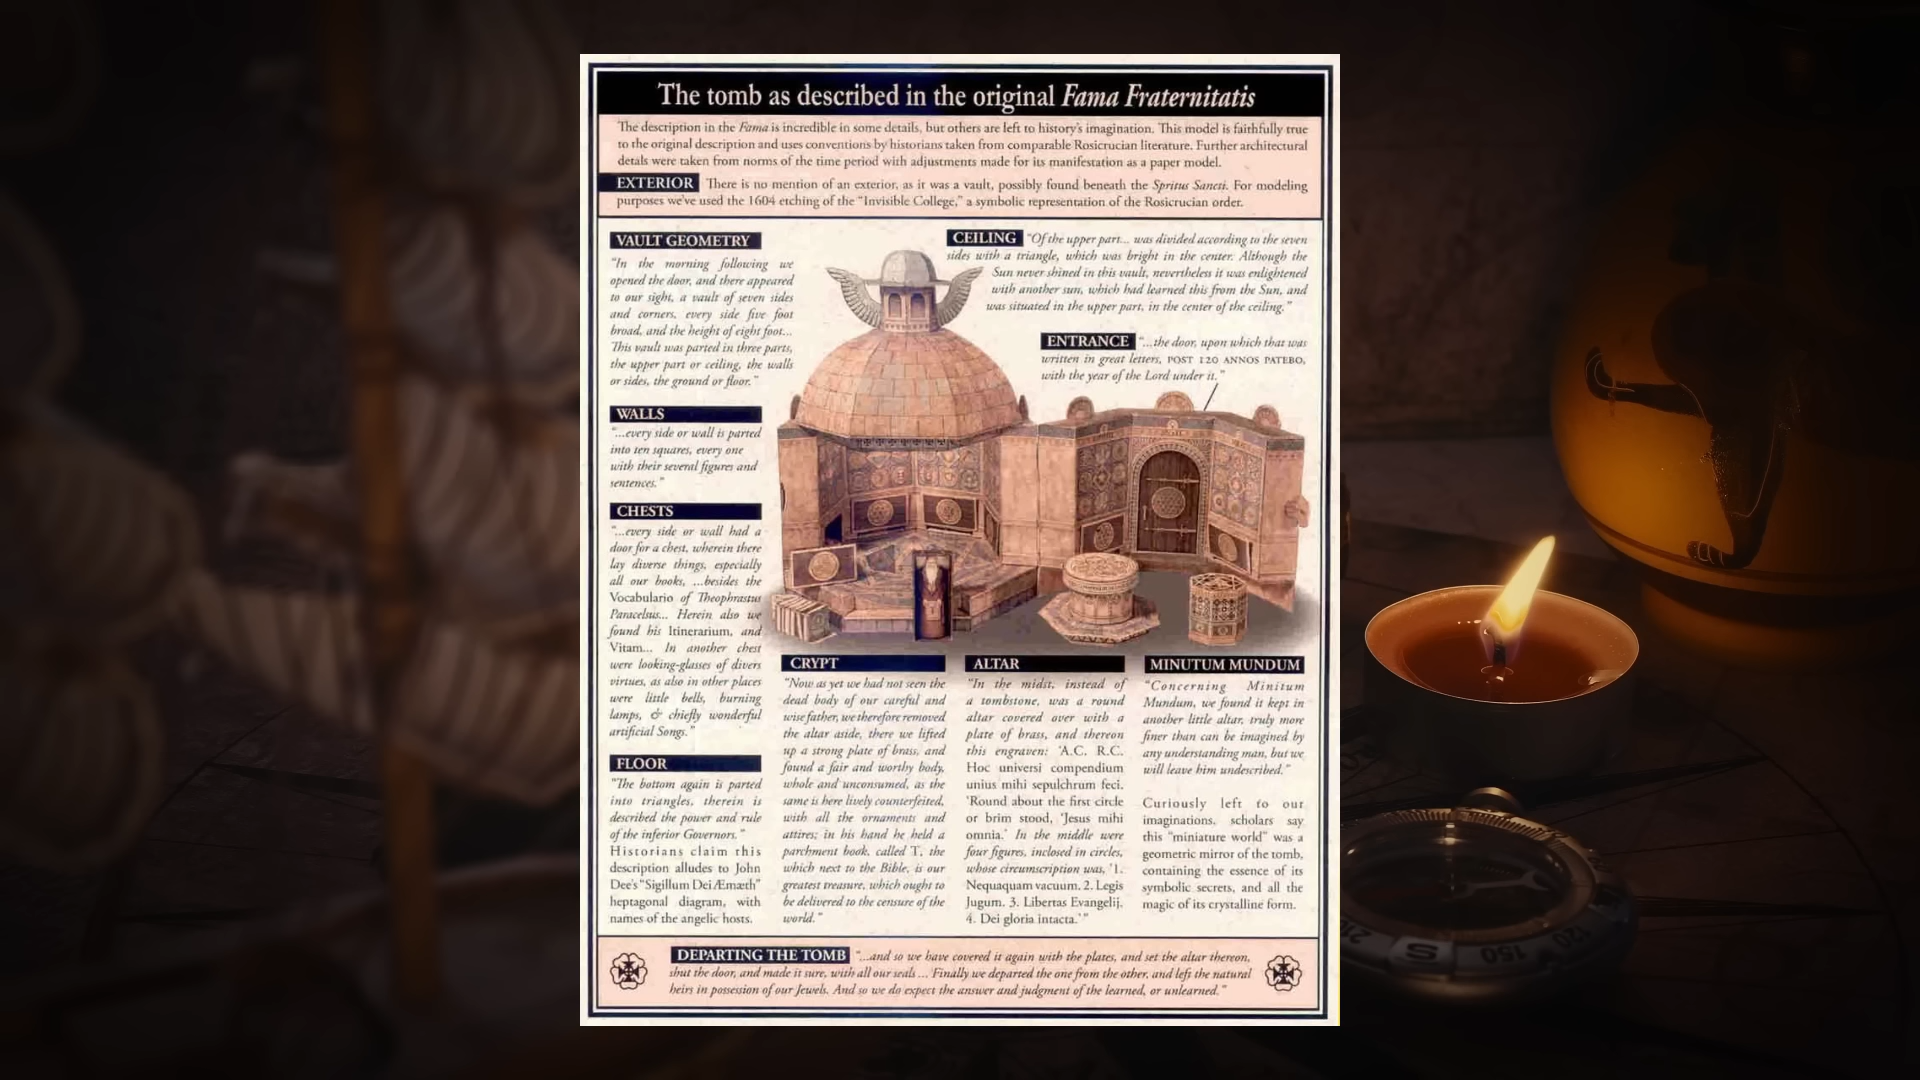 The tomb as described in the original Fama Fraternitatis
The description in the Fama is incredible in some details, but others are left to history's imagination. This model is faithfully true
to the original description and uses conventions by historians taken from comparable Rosicrucian literature. Further architectural
detals were taken from norms of the time period with adjustments made for its manifestation as a paper model.
EXTERIOR There is no mention of an exterior, as it was a vault, possibly found beneath the Spritus Sancti. For modeling
purposes we've used the 1604 etching of the "Invisible College," a symbolic representation of the Rosicrucian order.
VAULT GEOMETRY
"In the morning following we
opened the door, and there appeared
to our sight, a vault of seven sides
and corners, every side five foot
broad, and the height of eight foot...
This vault was parted in three parts,
the upper part or ceiling, the walls
or sides, the ground or floor."
WALLS
"...every side or wall is parted
into ten squares, every one
with their several figures and
sentences."
CHESTS
"...every side or wall had a
door for a chest, wherein there
lay diverse things, especially
all our books, ...besides the
Vocabulario of Theophrastus
Paracelsus... Herein also we
found his Itinerarium, and
Vitam... In another chest
were looking-glasses of divers
virtues, as also in other places
were little bells, burning
lamps, & chiefly wonderful
artificial Songs."
FLOOR
"The bottom again is parted
into triangles, therein is
described the power and rule
of the inferior Governors."
Historians claim this
description alludes to John
Dee's "Sigillum Dei Æmæth"
heptagonal diagram, with
names of the angelic hosts.
CEILING "Of the upper part... was divided according to the seven
sides with a triangle, which was bright in the center. Although the
Sun never shined in this vault, nevertheless it was enlightened
with another sun, which had learned this from the Sun, and
was situated in the upper part, in the center of the ceiling."
ENTRANCE "...the door, upon which that was
written in great letters, POST 120 ANNOS PATEBO,
with the year of the Lord under it."
CRYPT
"Now as yet we had not seen the
dead body of our careful and
wise father, we therefore removed
the altar aside, there we lifted
up a strong plate of brass, and
found a fair and worthy body,
whole and unconsumed, as the
same is here lively counterfeited,
with all the ornaments and
attires; in his hand he held a
parchment book, called T, the
which next to the Bible, is our
greatest treasure, which ought to
be delivered to the censure of the
world."
ALTAR
"In the midst, instead of
a tombstone, was a round
altar covered over with a
plate of brass, and thereon
this engraven: 'A.C. R.C.
Hoc universi compendium
unius mihi sepulchrum feci.
'Round about the first circle
or brim stood, 'Jesus mihi
omnia.' In the middle were
four figures, inclosed in circles,
whose circumscription was, '1.
Nequaquam vacuum. 2. Legis
Jugum. 3. Libertas Evangelij.
4. Dei gloria intacta.'"
MINUTUM MUNDUM
"Concerning Minitum
Mundum, we found it kept in
another little altar, truly more
finer than can be imagined by
any understanding man, but we
will leave him undescribed."
Curiously left to our
imaginations, scholars say
this "miniature world" was a
geometric mirror of the tomb,
containing the essence of its
symbolic secrets, and all the
magic of its crystalline form.
DEPARTING THE TOMB "...and so we have covered it again with the plates, and set the altar thereon,
shut the door, and made it sure, with all our seals ... Finally we departed the one from the other, and left the natural
heirs in possession of our Jewels. And so we do expect the answer and judgment of the learned, or unlearned."
S
150
120